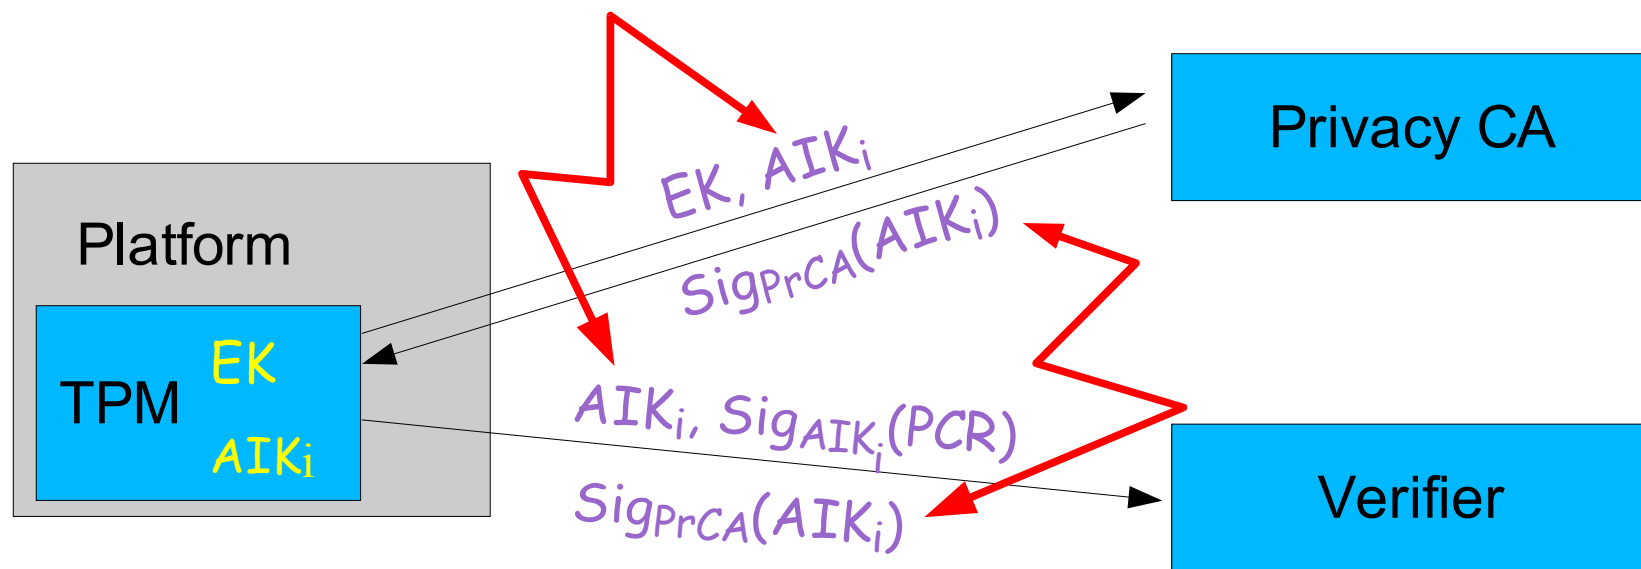 Privacy CA
EK, AIKi
SigPrCA(AIKi)
Platform
TPM
EK
AIKi
AIKi, SigAIKi(PCR)
SigPrCA(AIKi)
Verifier